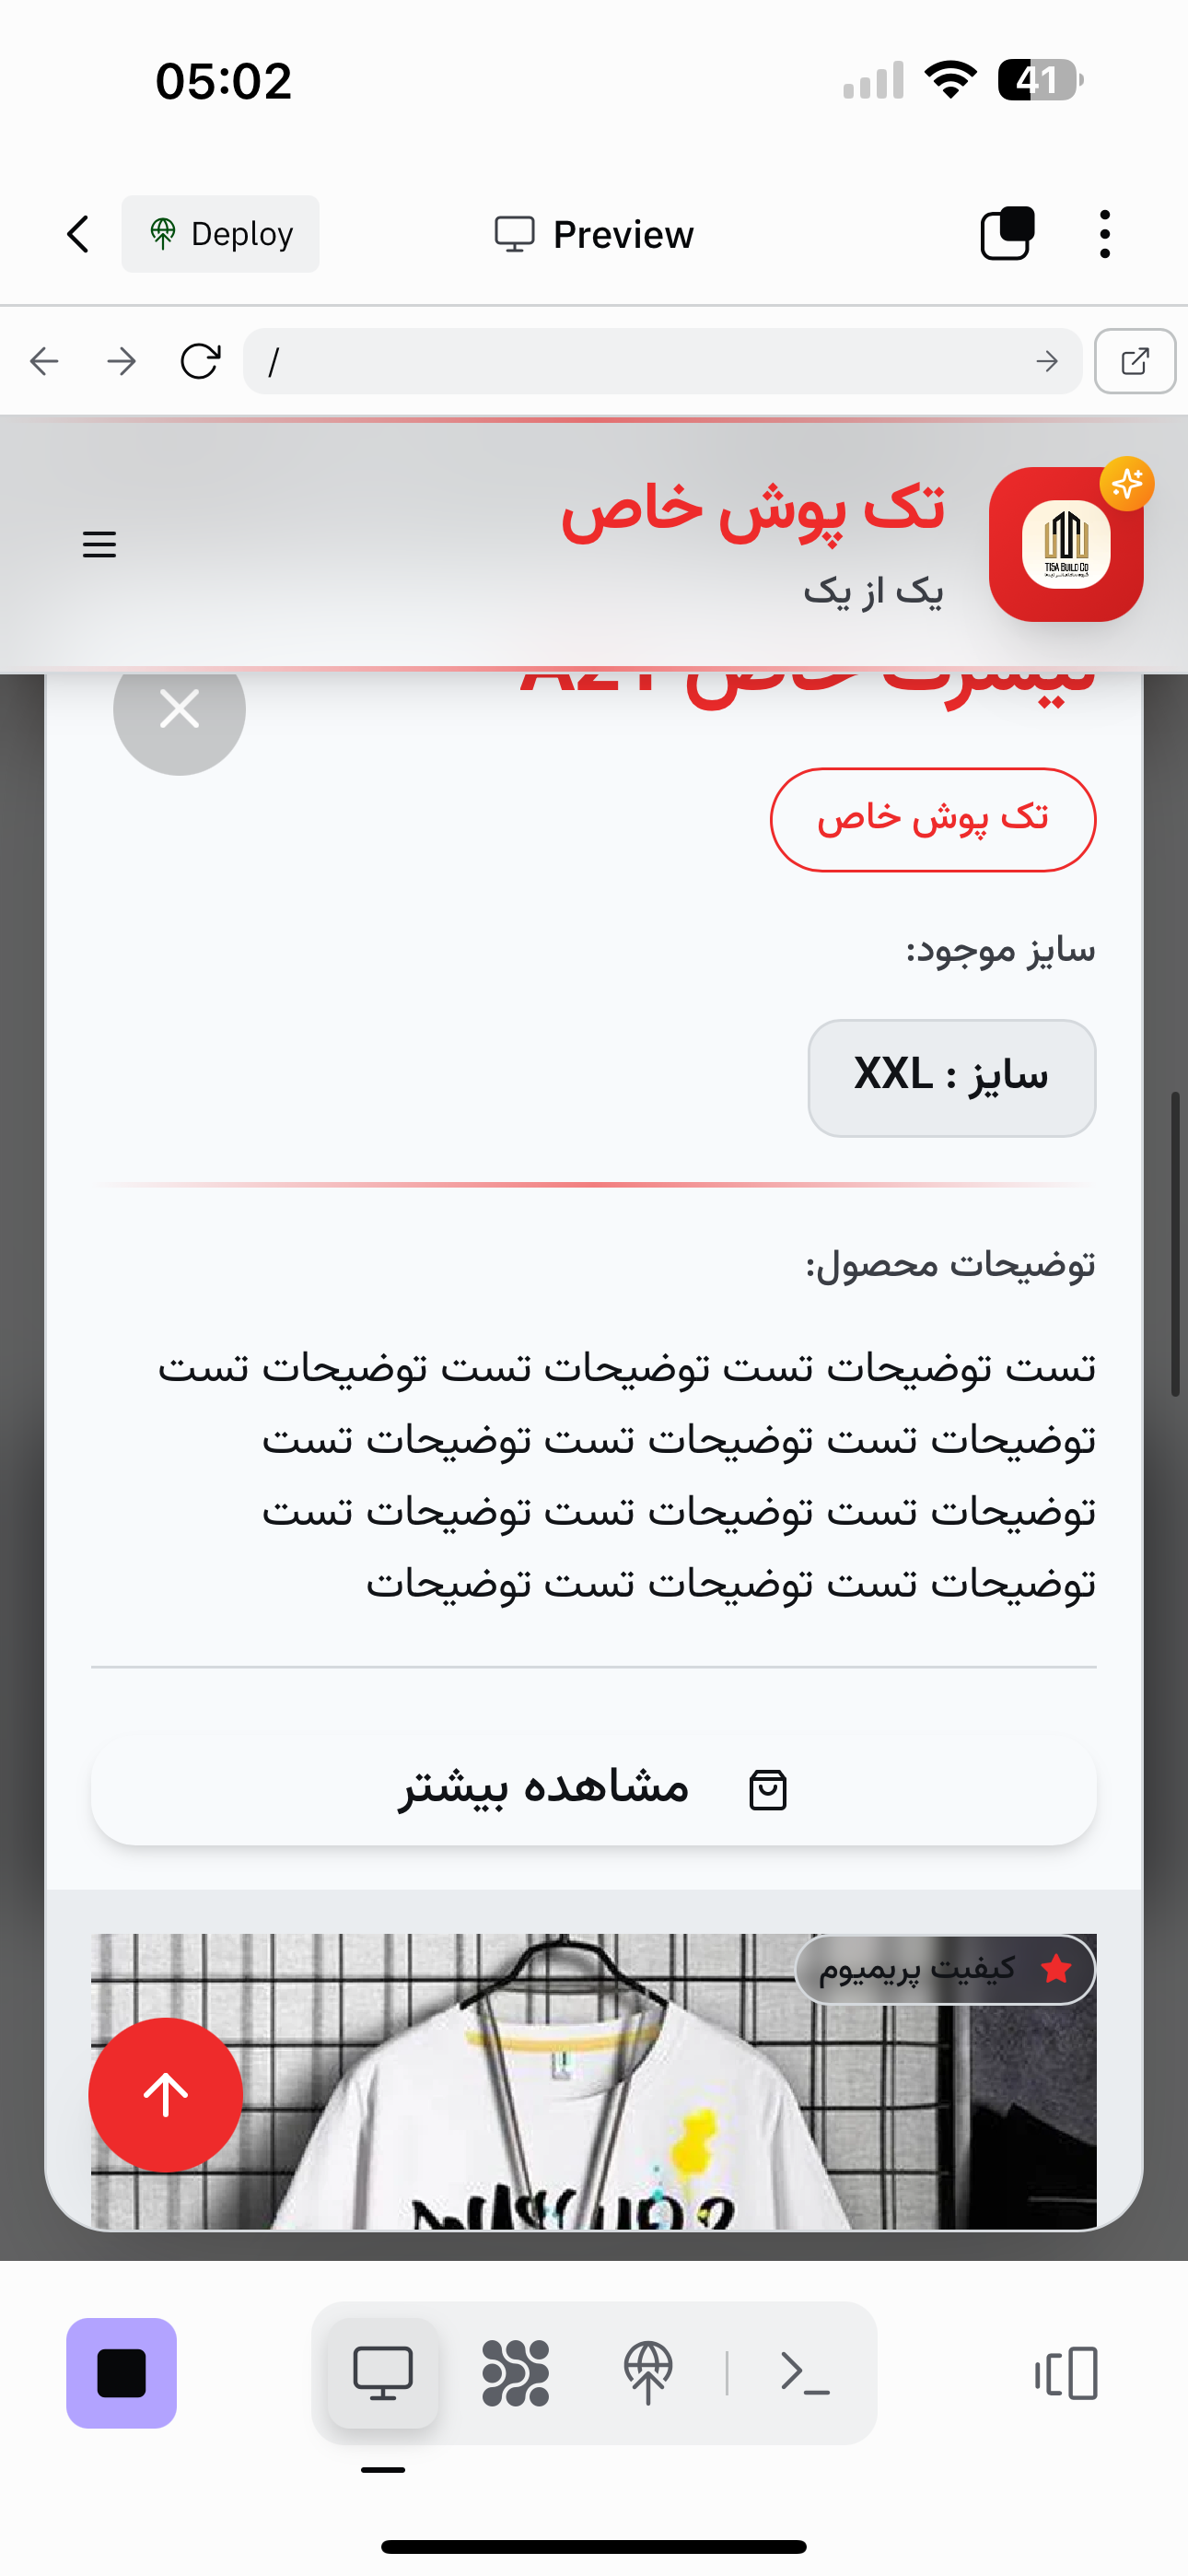 05:02
41
Deploy
Preview
/
تک پوش خاص
یک از یک
TISA BUILD CO
تیشرت خاص A21
تک پوش خاص
سایز موجود:
سایز : XXL
توضیحات محصول:
تست توضیحات تست توضیحات تست توضیحات تست
توضیحات تست توضیحات تست توضیحات تست
توضیحات تست توضیحات تست توضیحات تست
توضیحات تست توضیحات تست توضیحات
مشاهده بیشتر
کیفیت پریمیوم